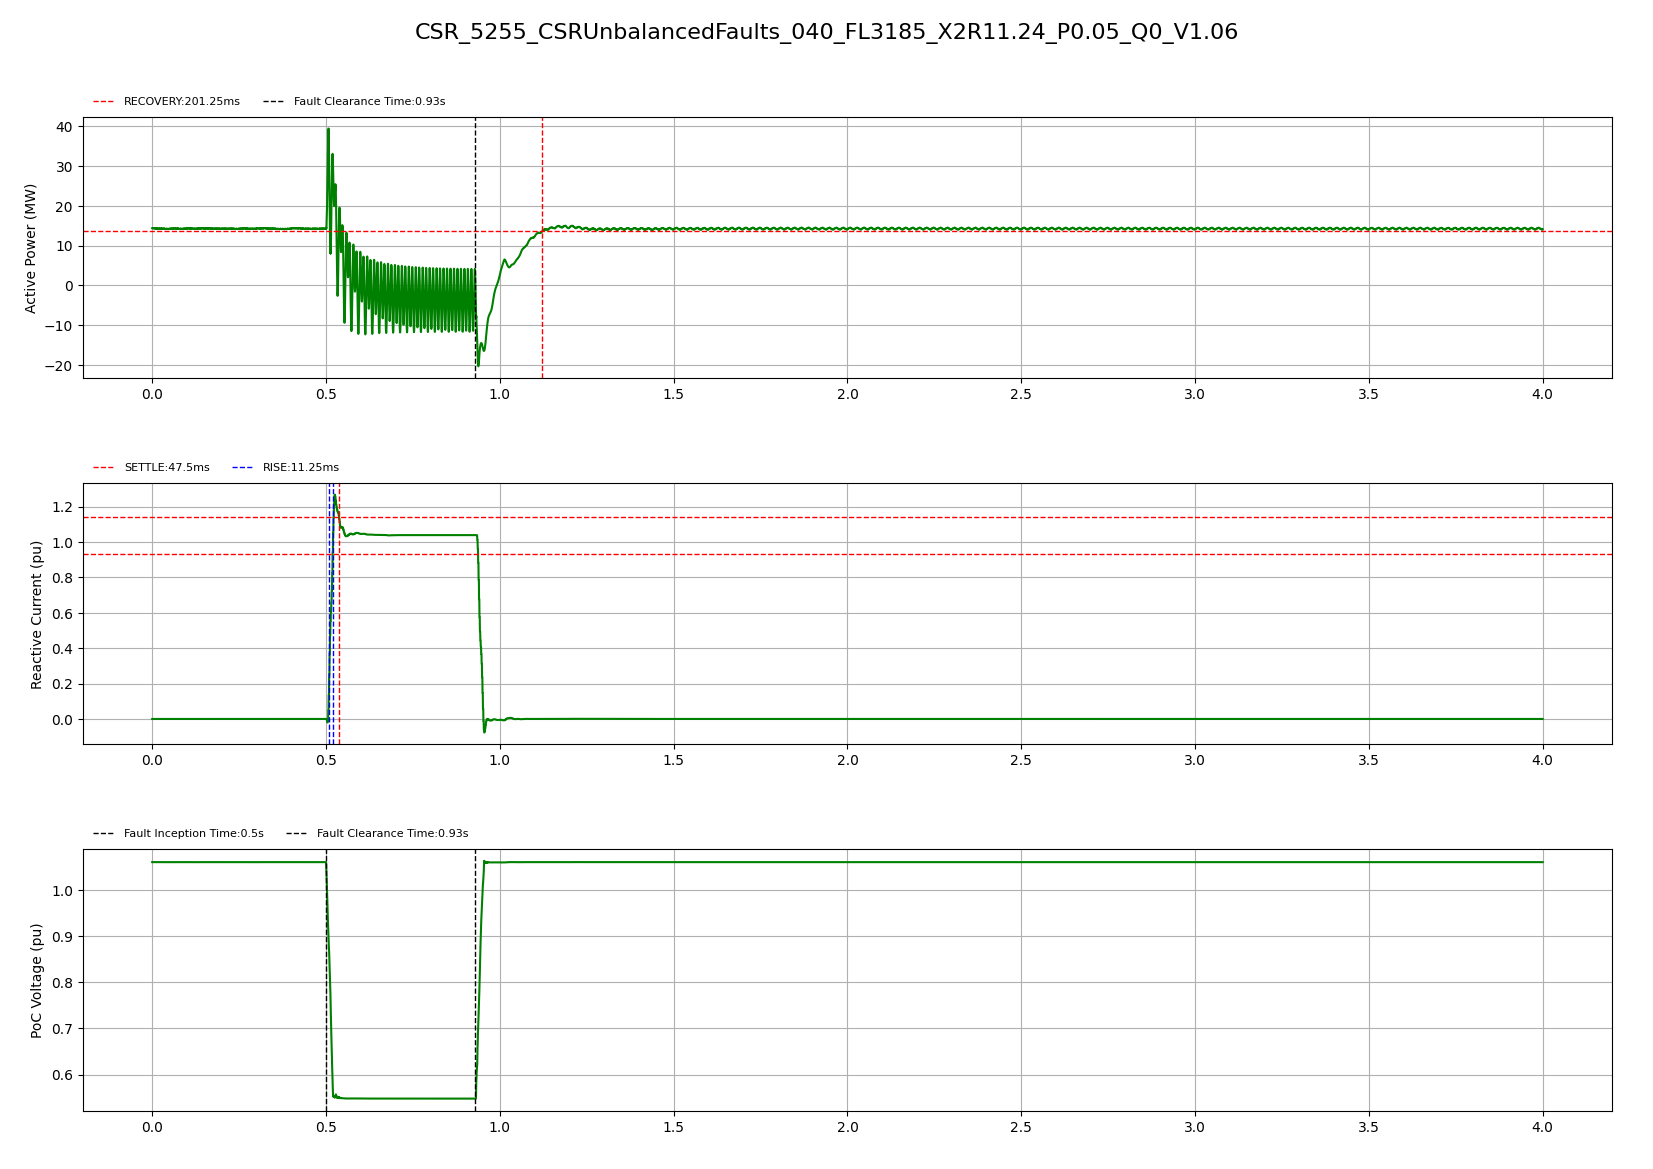 CSR_5255_CSRUnbalancedFaults_040_FL3185_X2R11.24_P0.05_Q0_V1.06
RECOVERY:201.25ms Fault Clearance Time:0.93s
Active Power (MW)
40
30
20
10
0
−10
−20
0.0 0.5 1.0 1.5 2.0 2.5 3.0 3.5 4.0
SETTLE:47.5ms RISE:11.25ms
Reactive Current (pu)
1.2
1.0
0.8
0.6
0.4
0.2
0.0
0.0 0.5 1.0 1.5 2.0 2.5 3.0 3.5 4.0
Fault Inception Time:0.5s Fault Clearance Time:0.93s
PoC Voltage (pu)
1.0
0.9
0.8
0.7
0.6
0.0 0.5 1.0 1.5 2.0 2.5 3.0 3.5 4.0